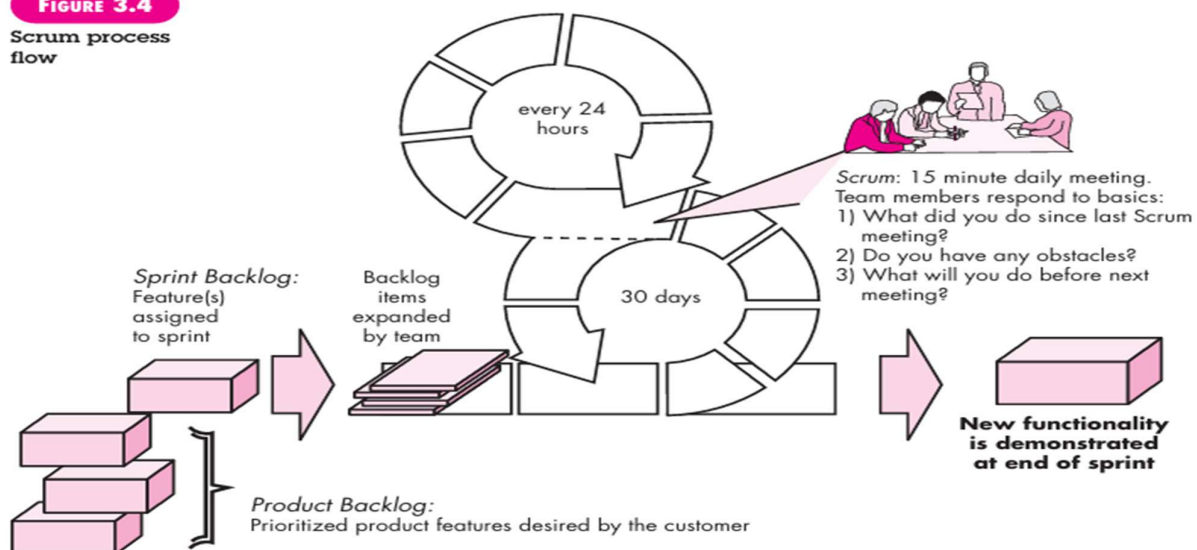 FIGURE 3.4
Scrum process
flow
every 24
hours
Scrum: 15 minute daily meeting.
Team members respond to basics:
1) What did you do since last Scrum
meeting?
2) Do you have any obstacles?
3) What will you do before next
meeting?
Sprint Backlog:
Feature(s)
assigned
to sprint
Backlog
items
expanded
by team
30 days
New functionality
is demonstrated
at end of sprint
Product Backlog:
Prioritized product features desired by the customer